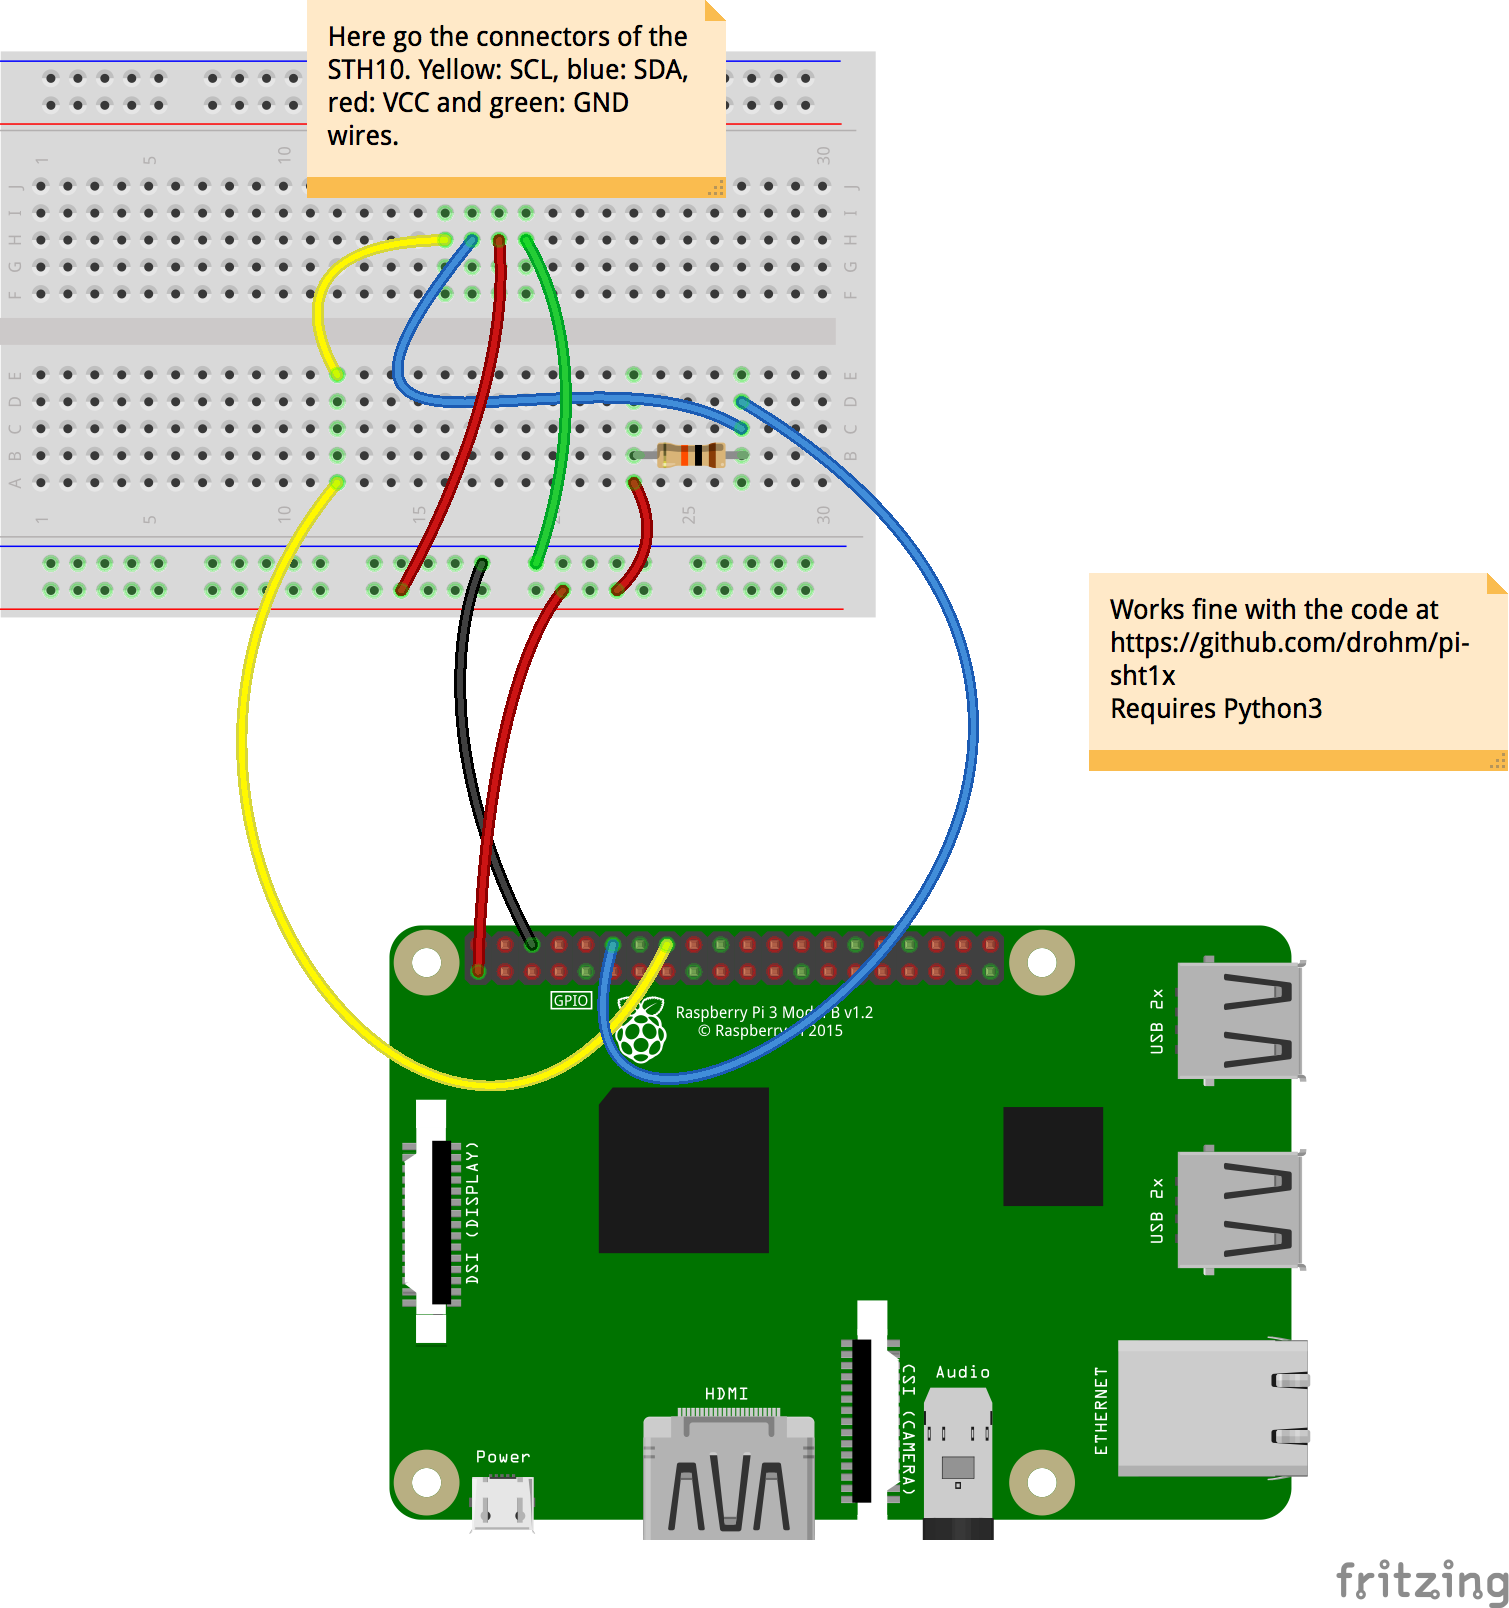 Here go the connectors of the
STH10. Yellow: SCL, blue: SDA,
red: VCC and green: GND
wires.
1 5 10 30
J J
I I
H H
G G
F F
E E
D D
C C
B B
A A
1 5 10 15 25 30
Works fine with the code at
https://github.com/drohm/pi-
sht1x
Requires Python3
GPIO
Raspberry Pi 3 Model B v1.2
© Raspberry 2015
USB 2x
USB 2x
DSI (DISPLAY)
CSI (CAMERA)
Audio
HDMI
ETHERNET
Power
fritzing